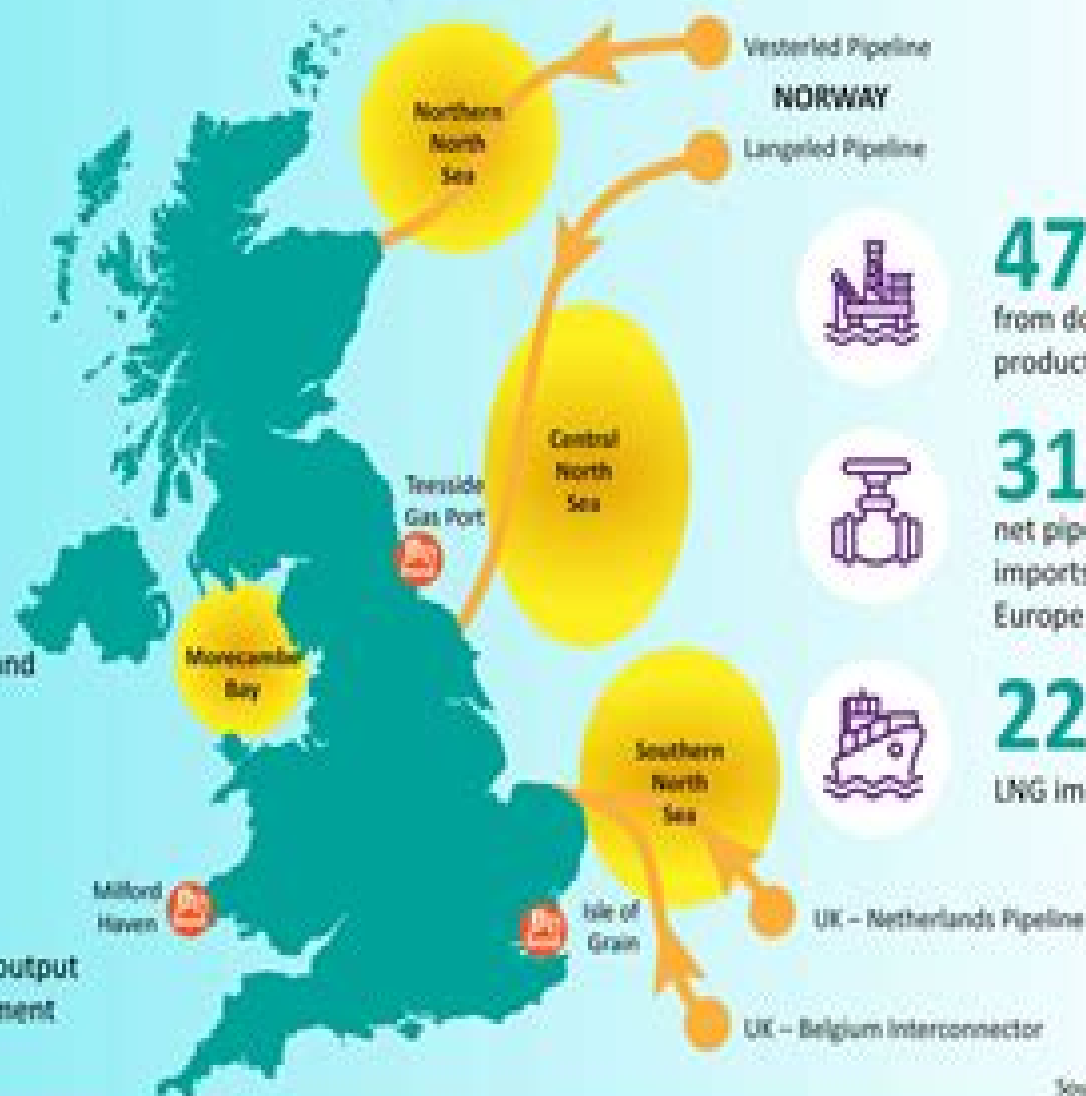 Vesterled Pipeline
NORWAY
Langeled Pipeline
Northern
North
Sea
47
from do
product
Central
North
Sea
Teesside
Gas Port
31
net pip
imports
Europe
and
Morecambe
Bay
22
LNG im
Southern
North
Sea
Milford
Haven
Isle of
Grain
UK – Netherlands Pipeline
output
ment
UK – Belgium Interconnector
Sou